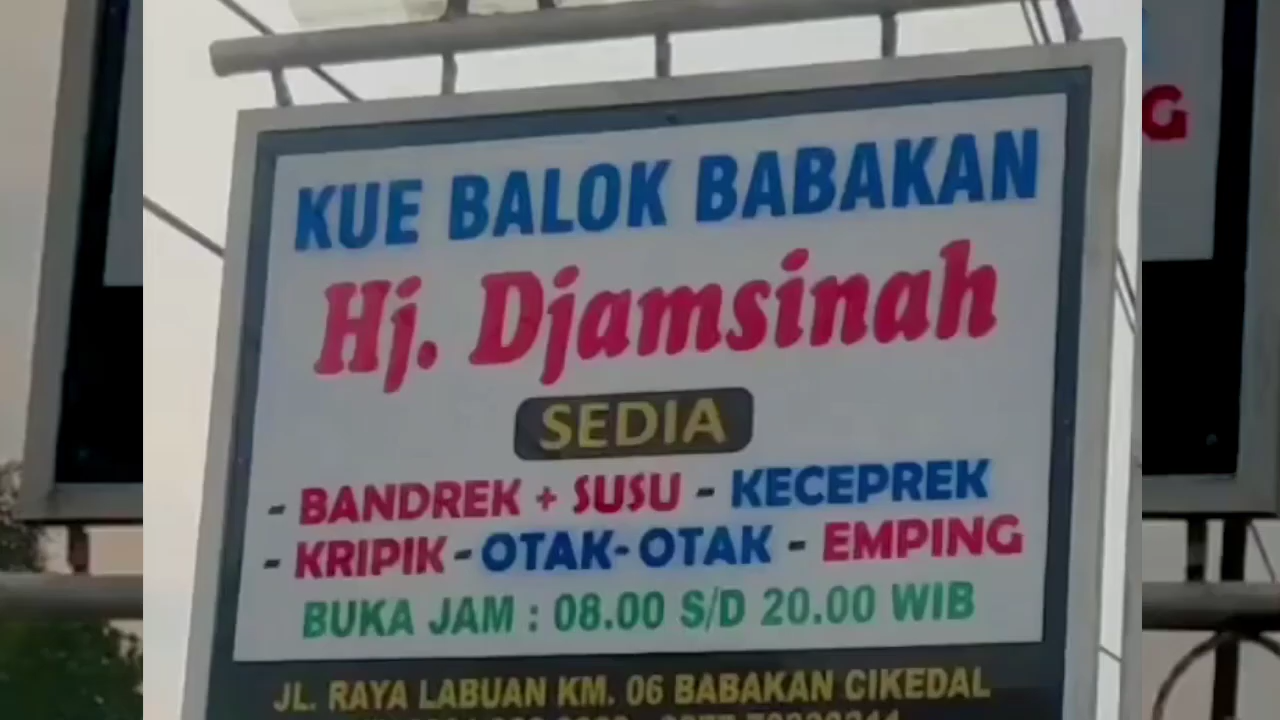 KUE BALOK BABAKAN
Hj. Djamsinah
SEDIA
- BANDREK + SUSU - KECEPREK
- KRIPIK - OTAK- OTAK - EMPING
BUKA JAM : 08.00 S/D 20.00 WIB
JL. RAYA LABUAN KM. 06 BABAKAN CIKEDAL